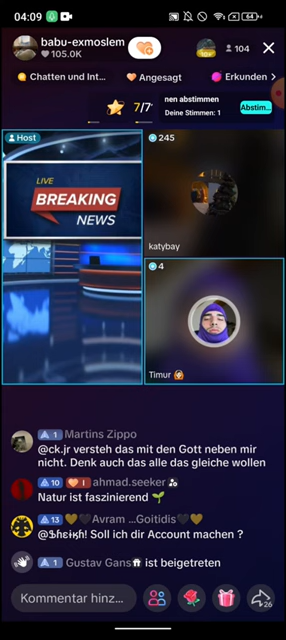 04:09
64
babu-exmoslem
105.0K
104
Chatten und Int...
Angesagt
Erkunden
7/7
nen abstimmen
Deine Stimmen: 1
Abstim...
Host
LIVE
BREAKING
NEWS
245
katybay
4
Timur
1 Martins Zippo
@ck.jr versteh das mit den Gott neben mir
nicht. Denk auch das alle das gleiche wollen
10 1 ahmad.seeker
Natur ist faszinierend
13 Avram ...Goitidis
Soll ich dir Account machen ?
1 Gustav Gans ist beigetreten
Kommentar hinz...
26